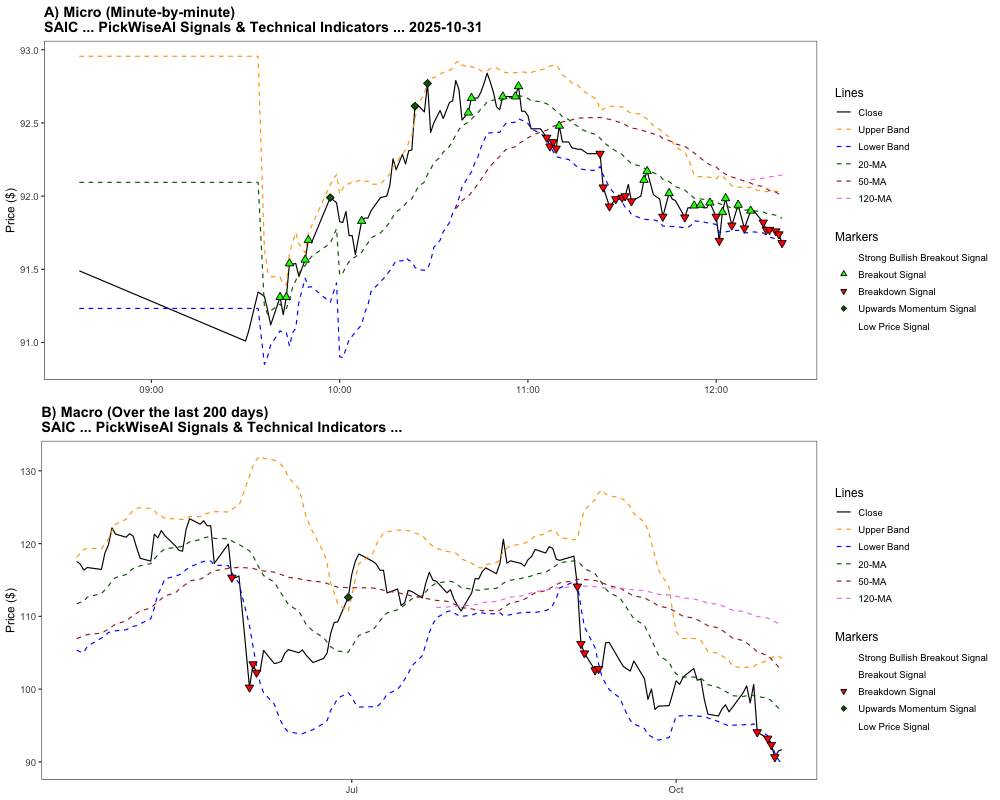 A) Micro (Minute-by-minute)
SAIC ... PickWiseAI Signals & Technical Indicators ... 2025-10-31
Price ($)
93.0
92.5
92.0
91.5
91.0
09:00
10:00
11:00
12:00
Lines
Close
Upper Band
Lower Band
20-MA
50-MA
120-MA
Markers
Strong Bullish Breakout Signal
Breakout Signal
Breakdown Signal
Upwards Momentum Signal
Low Price Signal
B) Macro (Over the last 200 days)
SAIC ... PickWiseAI Signals & Technical Indicators ...
Price ($)
130
120
110
100
90
Jul
Oct
Lines
Close
Upper Band
Lower Band
20-MA
50-MA
120-MA
Markers
Strong Bullish Breakout Signal
Breakout Signal
Breakdown Signal
Upwards Momentum Signal
Low Price Signal